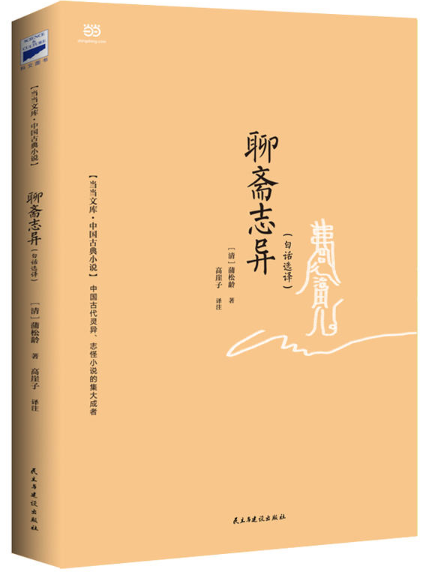 聊斋志异
（白话选译）
［清］蒲松龄 著
高崖子 译注
【当当文库·中国古典小说】中国古代灵异、志怪小说的集大成者
民主与建设出版社
【当当文库·中国古典小说】
聊斋志异
（白话选译）
［清］蒲松龄 著
高崖子 译注
民主与建设出版社